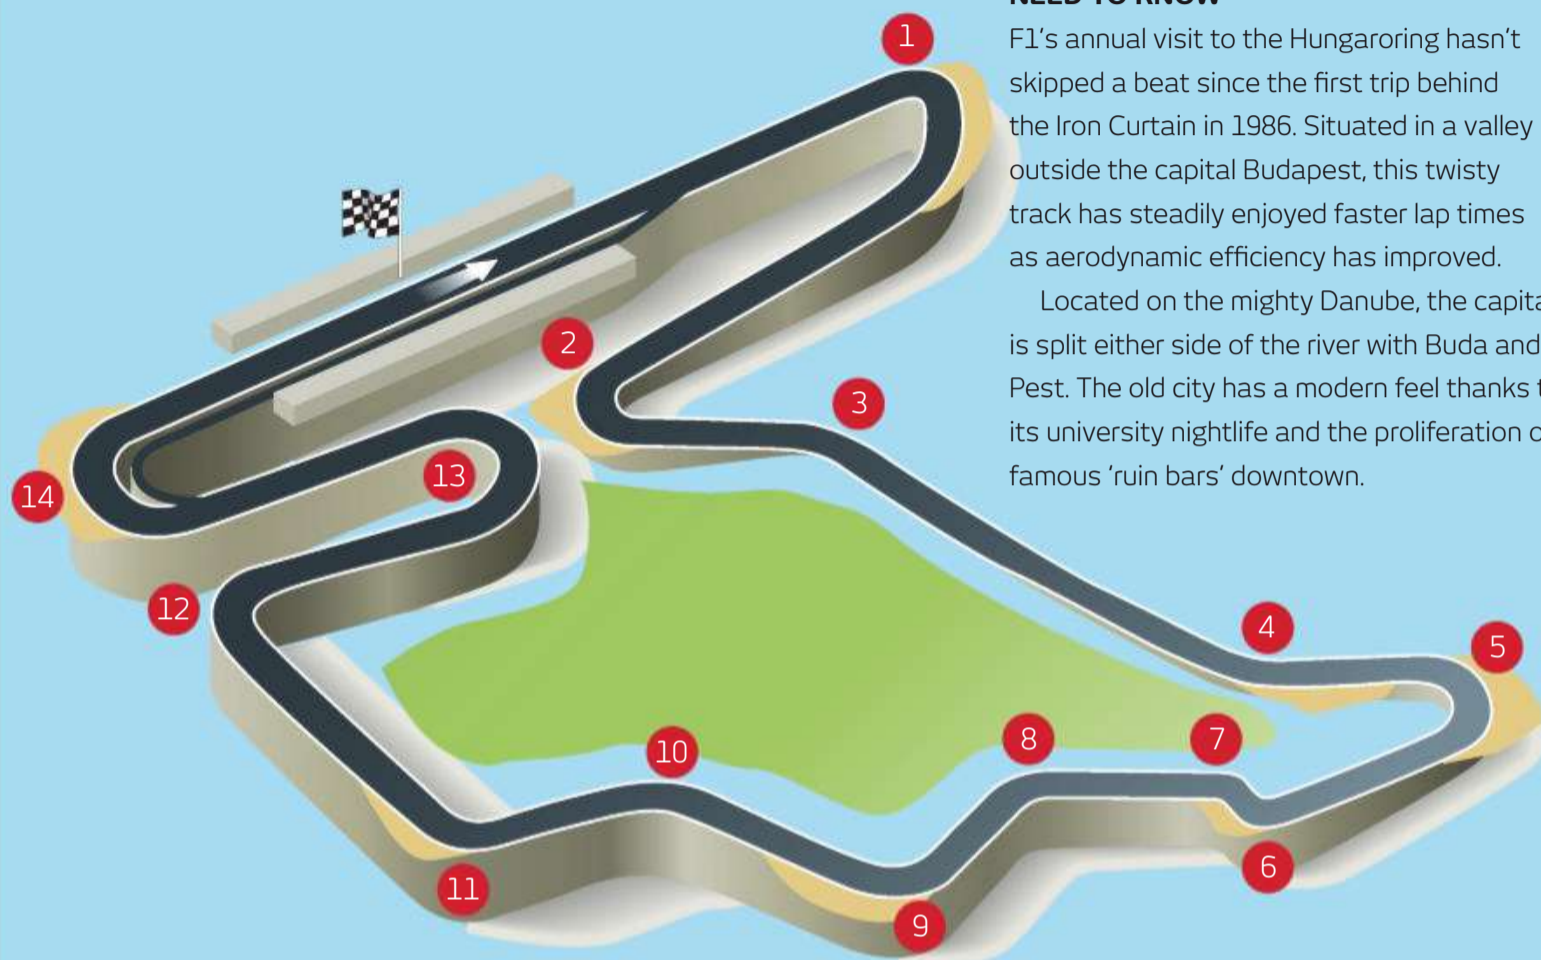 NEED TO KNOW
F1's annual visit to the Hungaroring hasn't
skipped a beat since the first trip behind
the Iron Curtain in 1986. Situated in a valley
outside the capital Budapest, this twisty
track has steadily enjoyed faster lap times
as aerodynamic efficiency has improved.
Located on the mighty Danube, the capita
is split either side of the river with Buda and
Pest. The old city has a modern feel thanks t
its university nightlife and the proliferation o
famous ‘ruin bars’ downtown.
1
2
3
4
5
6
7
8
9
10
11
12
13
14